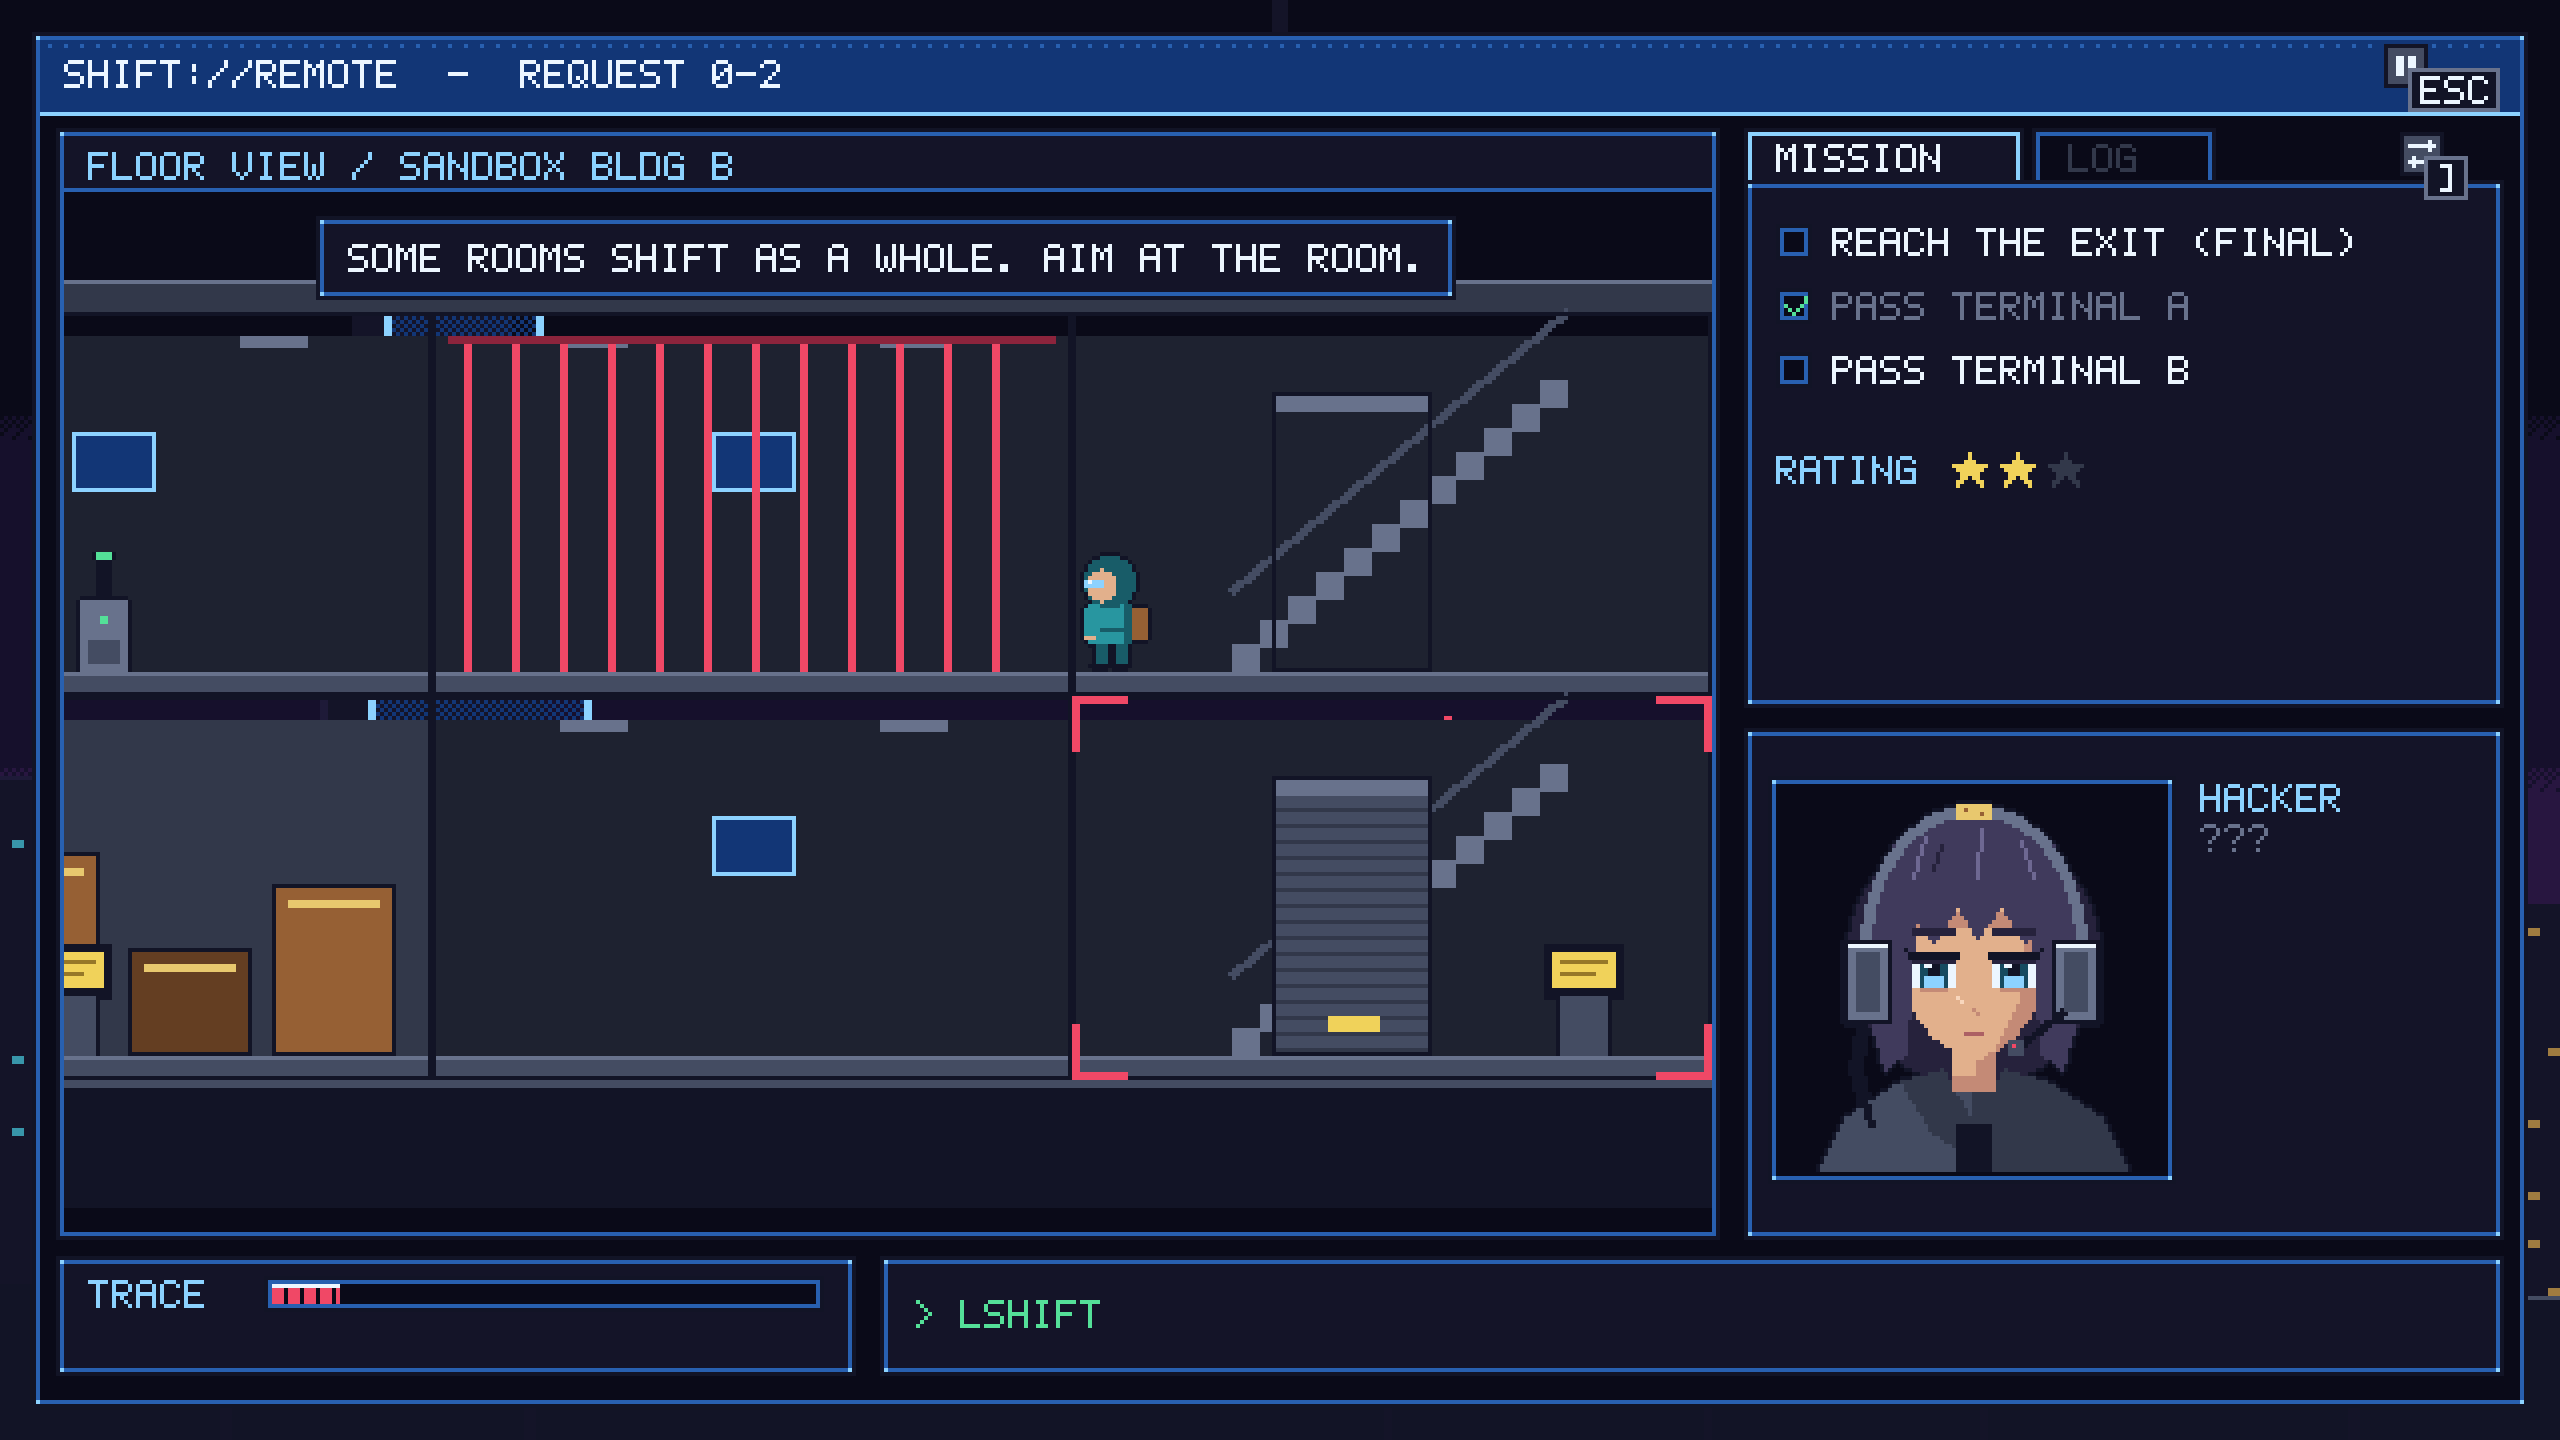 SHIFT://REMOTE - REQUEST 0-2
ESC
FLOOR VIEW / SANDBOX BLDG B
SOME ROOMS SHIFT AS A WHOLE. AIM AT THE ROOM.
MISSION
LOG
]
REACH THE EXIT (FINAL)
PASS TERMINAL A
PASS TERMINAL B
RATING
HACKER
???
TRACE
> LSHIFT